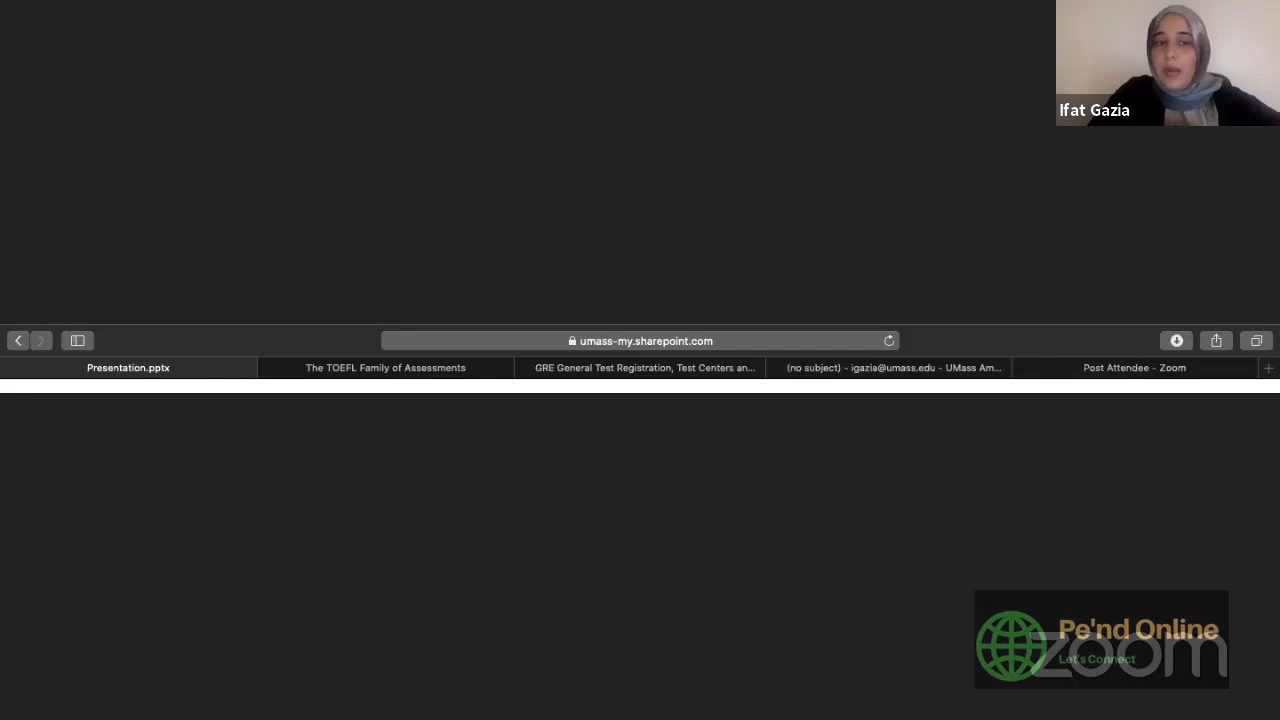 Ifat Gazia
umass-my.sharepoint.com
Presentation.pptx
The TOEFL Family of Assessments
GRE General Test Registration, Test Centers an...
(no subject) - igazia@umass.edu - UMass Am...
Post Attendee - Zoom
Pe'nd Online
Let's Connect
zoom